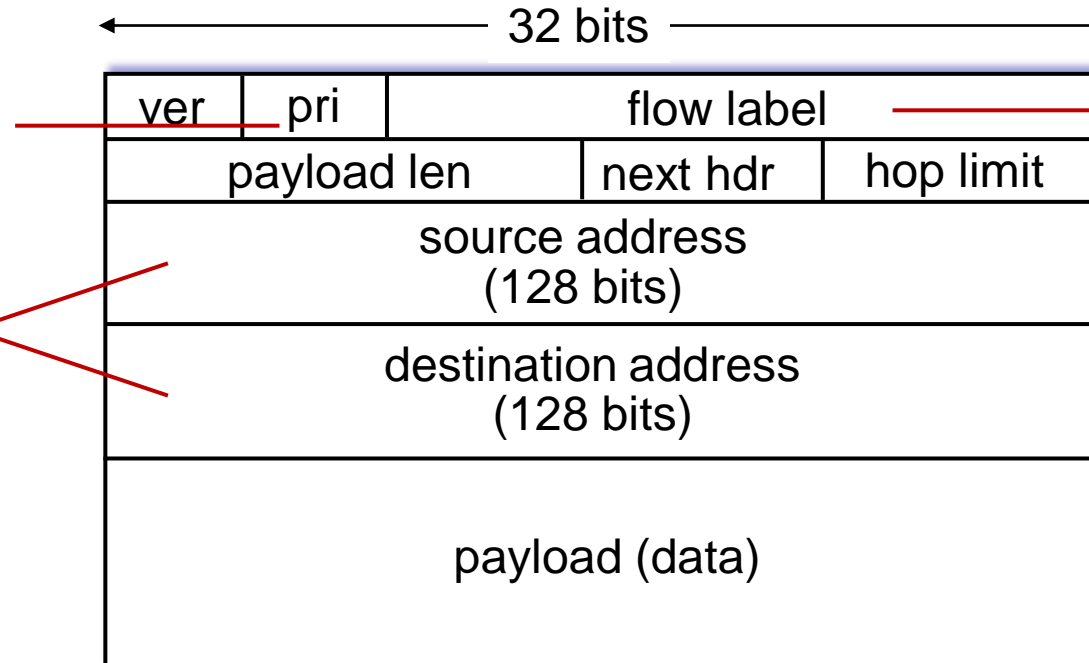 32 bits
ver pri flow label
payload len next hdr hop limit
source address
(128 bits)
destination address
(128 bits)
payload (data)